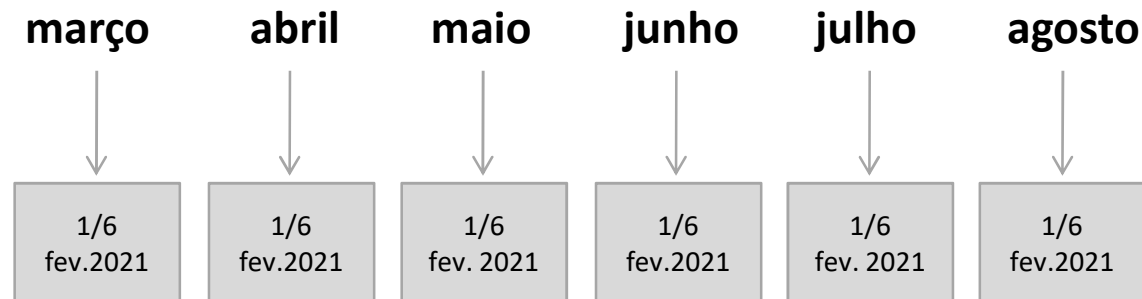 março abril maio junho julho agosto
1/6 1/6 1/6 1/6 1/6 1/6
fev.2021 fev.2021 fev. 2021 fev.2021 fev. 2021 fev.2021